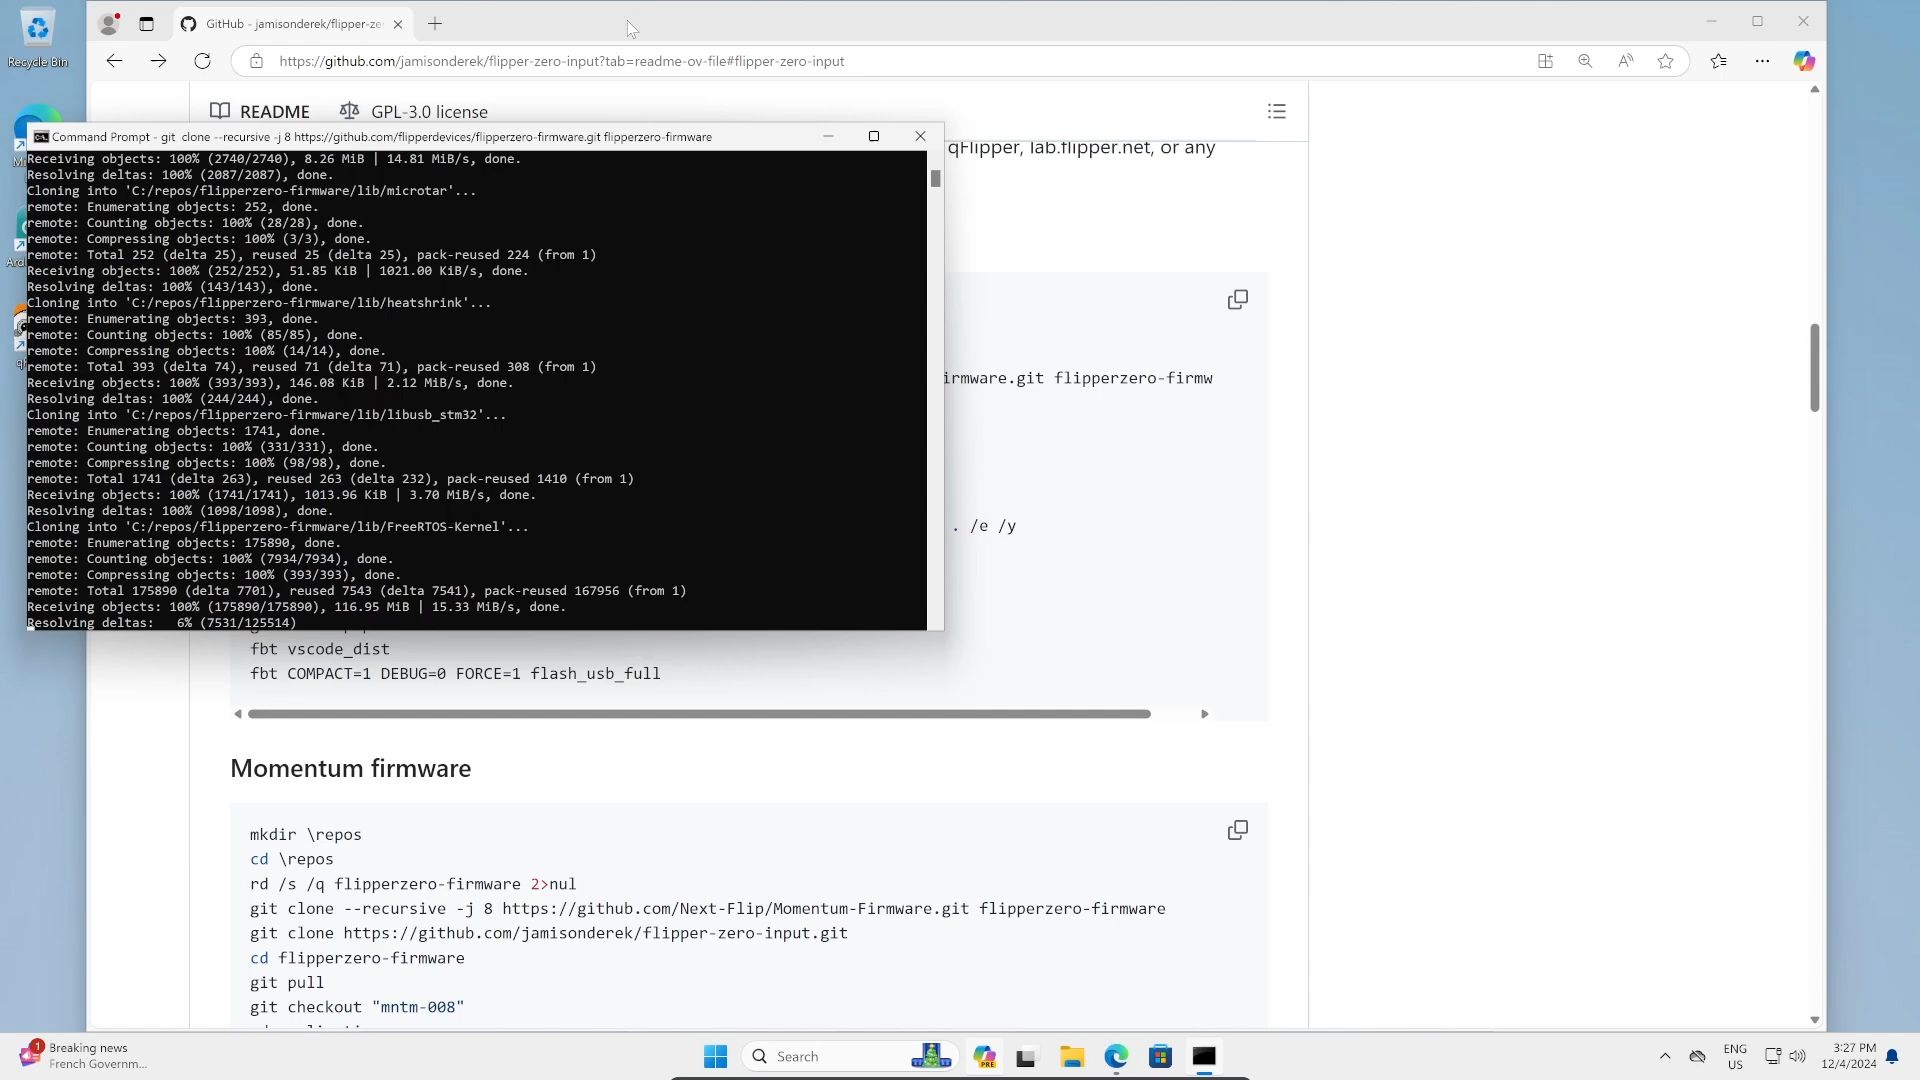 GitHub - jamisonderek/flipper-ze
Recycle Bin
https://github.com/jamisonderek/flipper-zero-input?tab=readme-ov-file#flipper-zero-input
README
GPL-3.0 license
qFlipper, lab.flipper.net, or any
Command Prompt - git clone --recursive -j 8 https://github.com/flipperdevices/flipperzero-firmware.git flipperzero-firmware
Receiving objects: 100% (2740/2740), 8.26 MiB | 14.81 MiB/s, done.
Resolving deltas: 100% (2087/2087), done.
Cloning into 'C:/repos/flipperzero-firmware/lib/microtar'...
remote: Enumerating objects: 252, done.
remote: Counting objects: 100% (28/28), done.
remote: Compressing objects: 100% (3/3), done.
remote: Total 252 (delta 25), reused 25 (delta 25), pack-reused 224 (from 1)
Receiving objects: 100% (252/252), 51.85 KiB | 1021.00 KiB/s, done.
Resolving deltas: 100% (143/143), done.
Cloning into 'C:/repos/flipperzero-firmware/lib/heatshrink'...
remote: Enumerating objects: 393, done.
remote: Counting objects: 100% (85/85), done.
remote: Compressing objects: 100% (14/14), done.
remote: Total 393 (delta 74), reused 71 (delta 71), pack-reused 308 (from 1)
Receiving objects: 100% (393/393), 146.08 KiB | 2.12 MiB/s, done.
Resolving deltas: 100% (244/244), done.
Cloning into 'C:/repos/flipperzero-firmware/lib/libusb_stm32'...
remote: Enumerating objects: 1741, done.
remote: Counting objects: 100% (331/331), done.
remote: Compressing objects: 100% (98/98), done.
remote: Total 1741 (delta 263), reused 263 (delta 232), pack-reused 1410 (from 1)
Receiving objects: 100% (1741/1741), 1013.96 KiB | 3.70 MiB/s, done.
Resolving deltas: 100% (1098/1098), done.
Cloning into 'C:/repos/flipperzero-firmware/lib/FreeRTOS-Kernel'...
remote: Enumerating objects: 175890, done.
remote: Counting objects: 100% (7934/7934), done.
remote: Compressing objects: 100% (393/393), done.
remote: Total 175890 (delta 7701), reused 7543 (delta 7541), pack-reused 167956 (from 1)
Receiving objects: 100% (175890/175890), 116.95 MiB | 15.33 MiB/s, done.
Resolving deltas:   6% (7531/125514)
irmware.git flipperzero-firmw
. /e /y
fbt vscode_dist
fbt COMPACT=1 DEBUG=0 FORCE=1 flash_usb_full
Momentum firmware
mkdir \repos
cd \repos
rd /s /q flipperzero-firmware 2>nul
git clone --recursive -j 8 https://github.com/Next-Flip/Momentum-Firmware.git flipperzero-firmware
git clone https://github.com/jamisonderek/flipper-zero-input.git
cd flipperzero-firmware
git pull
git checkout "mntm-008"
1
Breaking news
French Governm...
Search
PRE
ENG
US
3:27 PM
12/4/2024